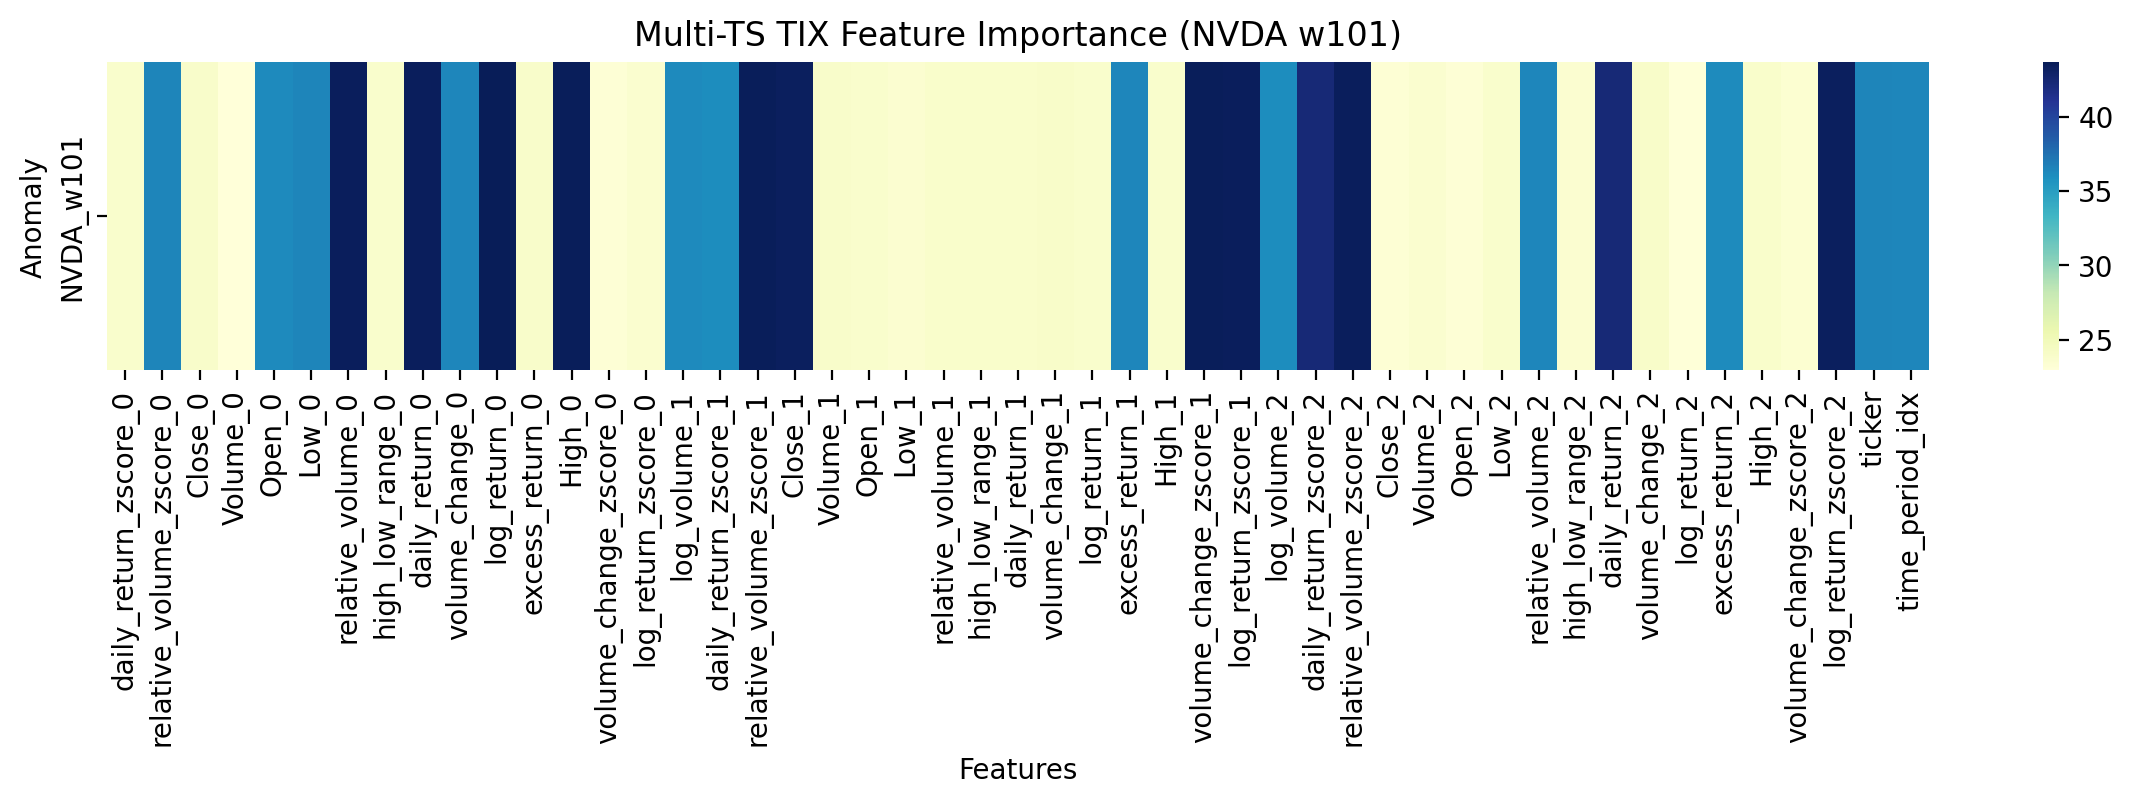 Multi-TS TIX Feature Importance (NVDA w101)
Anomaly
NVDA_w101
40
35
30
25
daily_return_zscore_0
relative_volume_zscore_0
Close_0
Volume_0
Open_0
Low_0
relative_volume_0
high_low_range_0
daily_return_0
volume_change_0
log_return_0
excess_return_0
High_0
volume_change_zscore_0
log_return_zscore_0
log_volume_1
daily_return_zscore_1
relative_volume_zscore_1
Close_1
Volume_1
Open_1
Low_1
relative_volume_1
high_low_range_1
daily_return_1
volume_change_1
log_return_1
excess_return_1
High_1
volume_change_zscore_1
log_return_zscore_1
log_volume_2
daily_return_zscore_2
relative_volume_zscore_2
Close_2
Volume_2
Open_2
Low_2
relative_volume_2
high_low_range_2
daily_return_2
volume_change_2
log_return_2
excess_return_2
High_2
volume_change_zscore_2
log_return_zscore_2
ticker
time_period_idx
Features